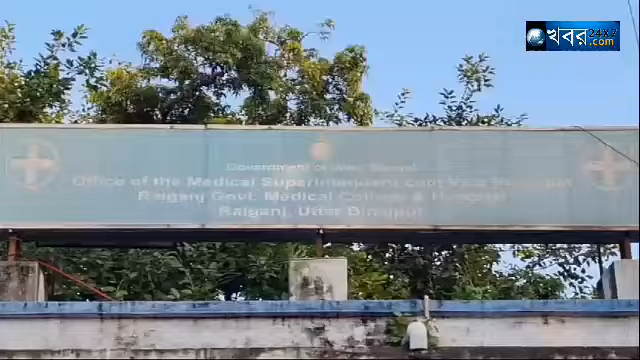 খবর 24X7
.com
Government of West Bengal
Office of the Medical Superintendent
Raiganj Govt. Medical College & Hospital
Raiganj, Uttar Dinajpur